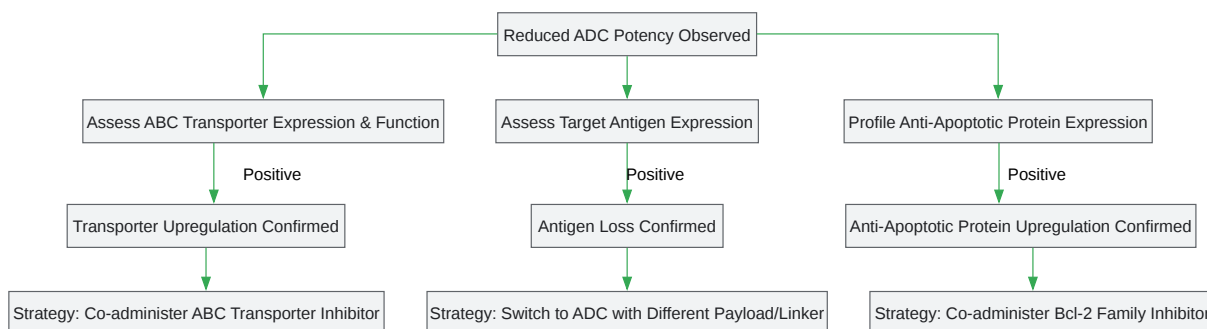 Reduced ADC Potency Observed
Assess ABC Transporter Expression & Function
Assess Target Antigen Expression
Profile Anti-Apoptotic Protein Expression
Positive
Positive
Positive
Transporter Upregulation Confirmed
Antigen Loss Confirmed
Anti-Apoptotic Protein Upregulation Confirmed
Strategy: Co-administer ABC Transporter Inhibitor
Strategy: Switch to ADC with Different Payload/Linker
Strategy: Co-administer Bcl-2 Family Inhibitor